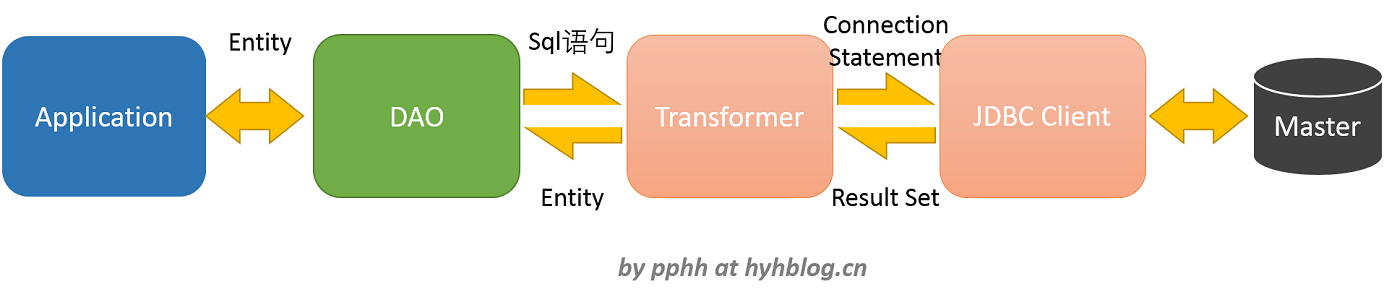 Entity
Sql语句
Connection
Statement
Application
DAO
Transformer
JDBC Client
Master
Entity
Result Set
by pphh at hyhblog.cn